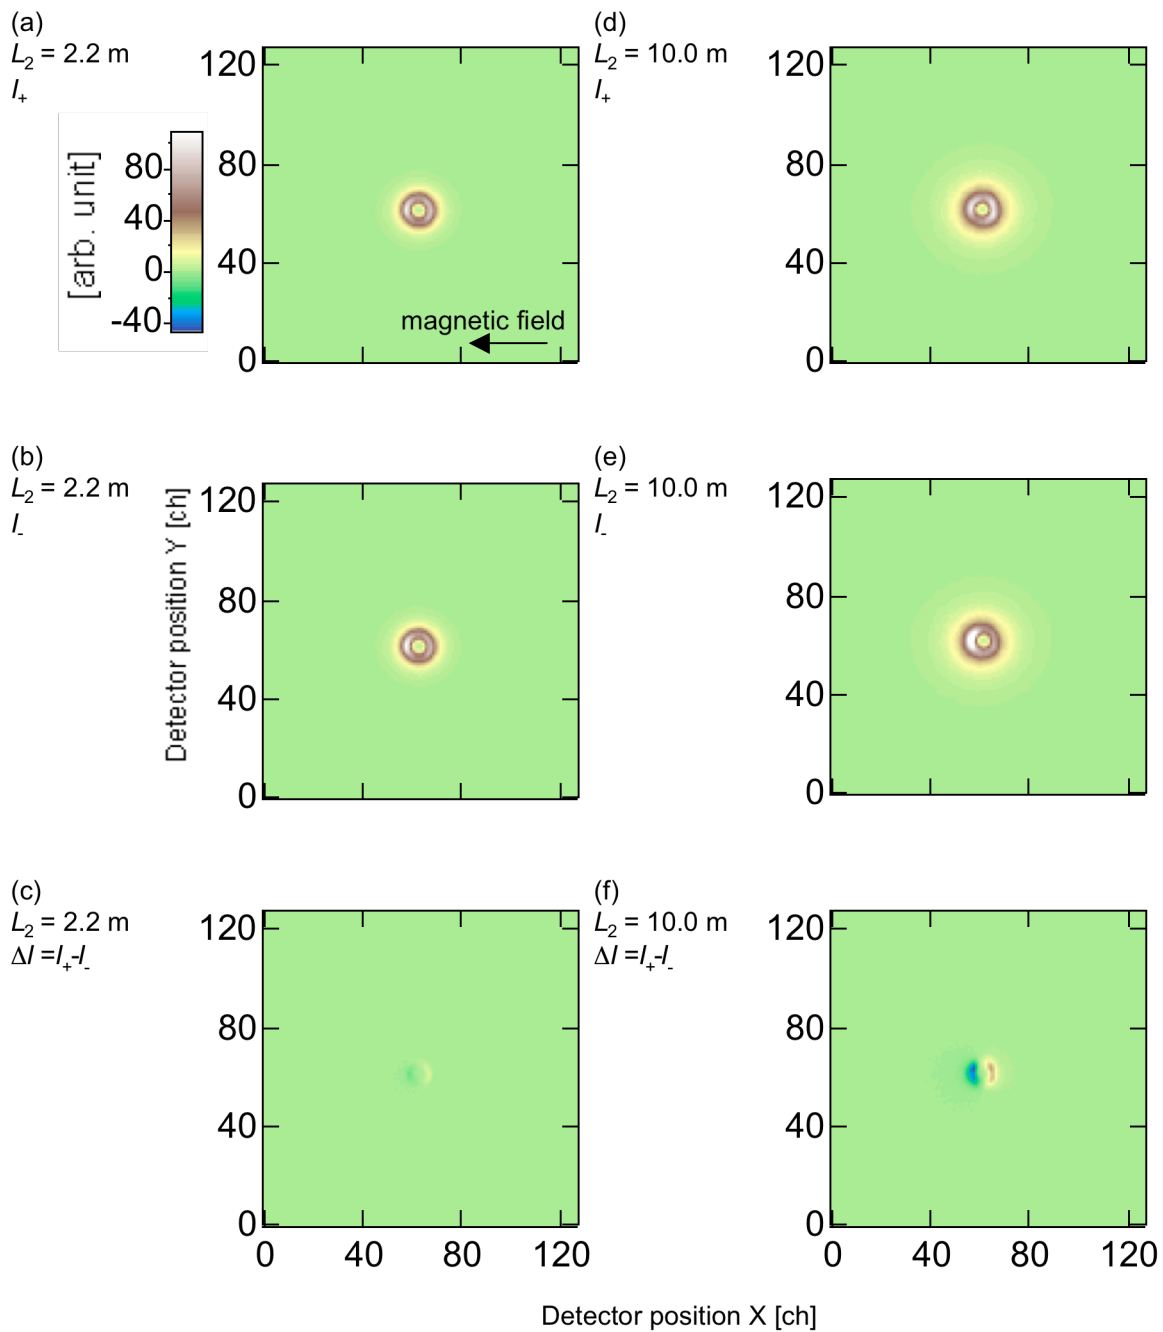 (a)
L2 = 2.2 m
I+
[arb. unit]
80
40
0
-40
120
80
40
0
magnetic field
(d)
L2 = 10.0 m
I+
120
80
40
0
(b)
L2 = 2.2 m
I-
Detector position Y [ch]
120
80
40
0
(e)
L2 = 10.0 m
I-
120
80
40
0
(c)
L2 = 2.2 m
ΔI =I+-I-
120
80
40
0
0 40 80 120
(f)
L2 = 10.0 m
ΔI =I+-I-
120
80
40
0
0 40 80 120
Detector position X [ch]